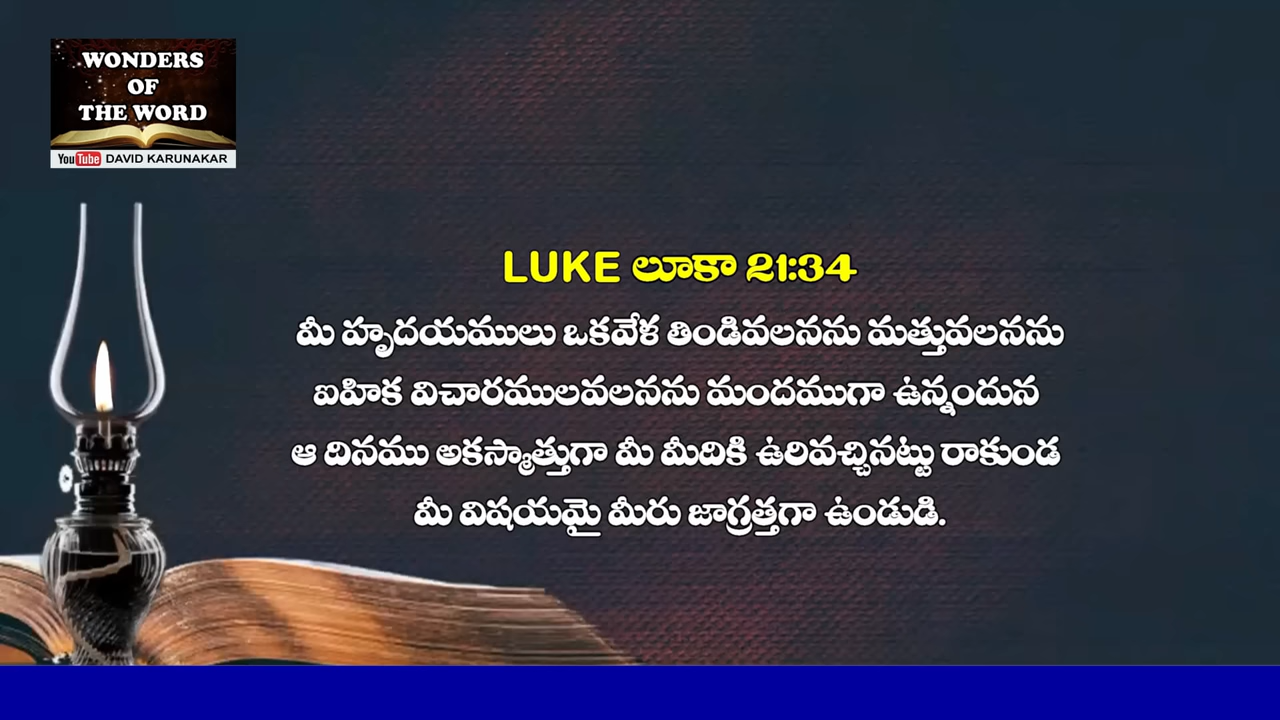 WONDERS
OF
THE WORD
YouTube DAVID KARUNAKAR
LUKE లూకా 21:34
మీ హృదయములు ఒకవేళ తిండివలనను మత్తువలనను
ఐహిక విచారములవలనను మందముగా ఉన్నందున
ఆ దినము అకస్మాత్తుగా మీ మీదికి ఉరివచ్చినట్టు రాకుండ
మీ విషయమై మీరు జాగ్రత్తగా ఉండుడి.